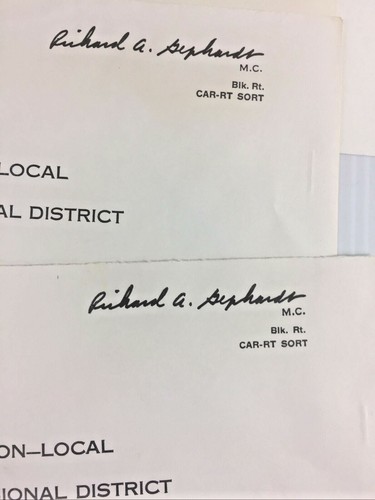 Richard A. Gephardt
M.C.
Blk. Rt.
CAR-RT SORT
LOCAL
AL DISTRICT
Richard A. Gephardt
M.C.
Blk. Rt.
CAR-RT SORT
ON—LOCAL
IONAL DISTRICT